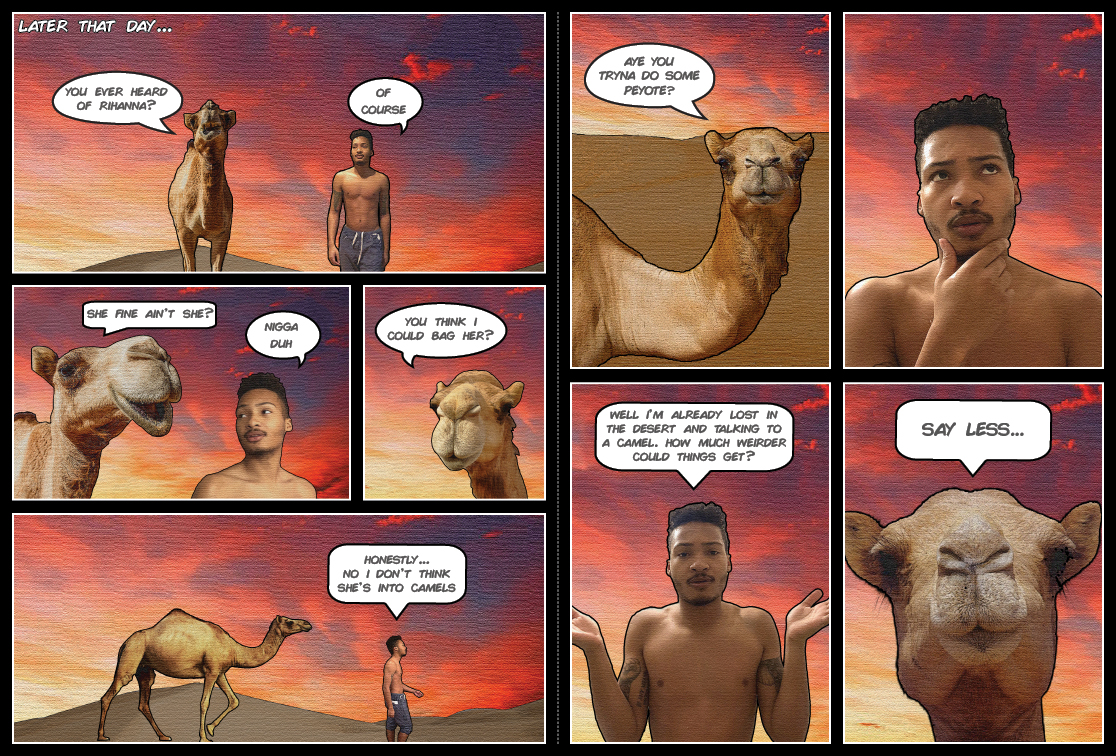 LATER THAT DAY...
YOU EVER HEARD
OF RIHANNA?
OF
COURSE
SHE FINE AIN'T SHE?
NIGGA
DUH
YOU THINK I
COULD BAG HER?
HONESTLY...
NO I DON'T THINK
SHE'S INTO CAMELS
AYE YOU
TRYNA DO SOME
PEYOTE?
WELL I'M ALREADY LOST IN
THE DESERT AND TALKING TO
A CAMEL. HOW MUCH WEIRDER
COULD THINGS GET?
SAY LESS...